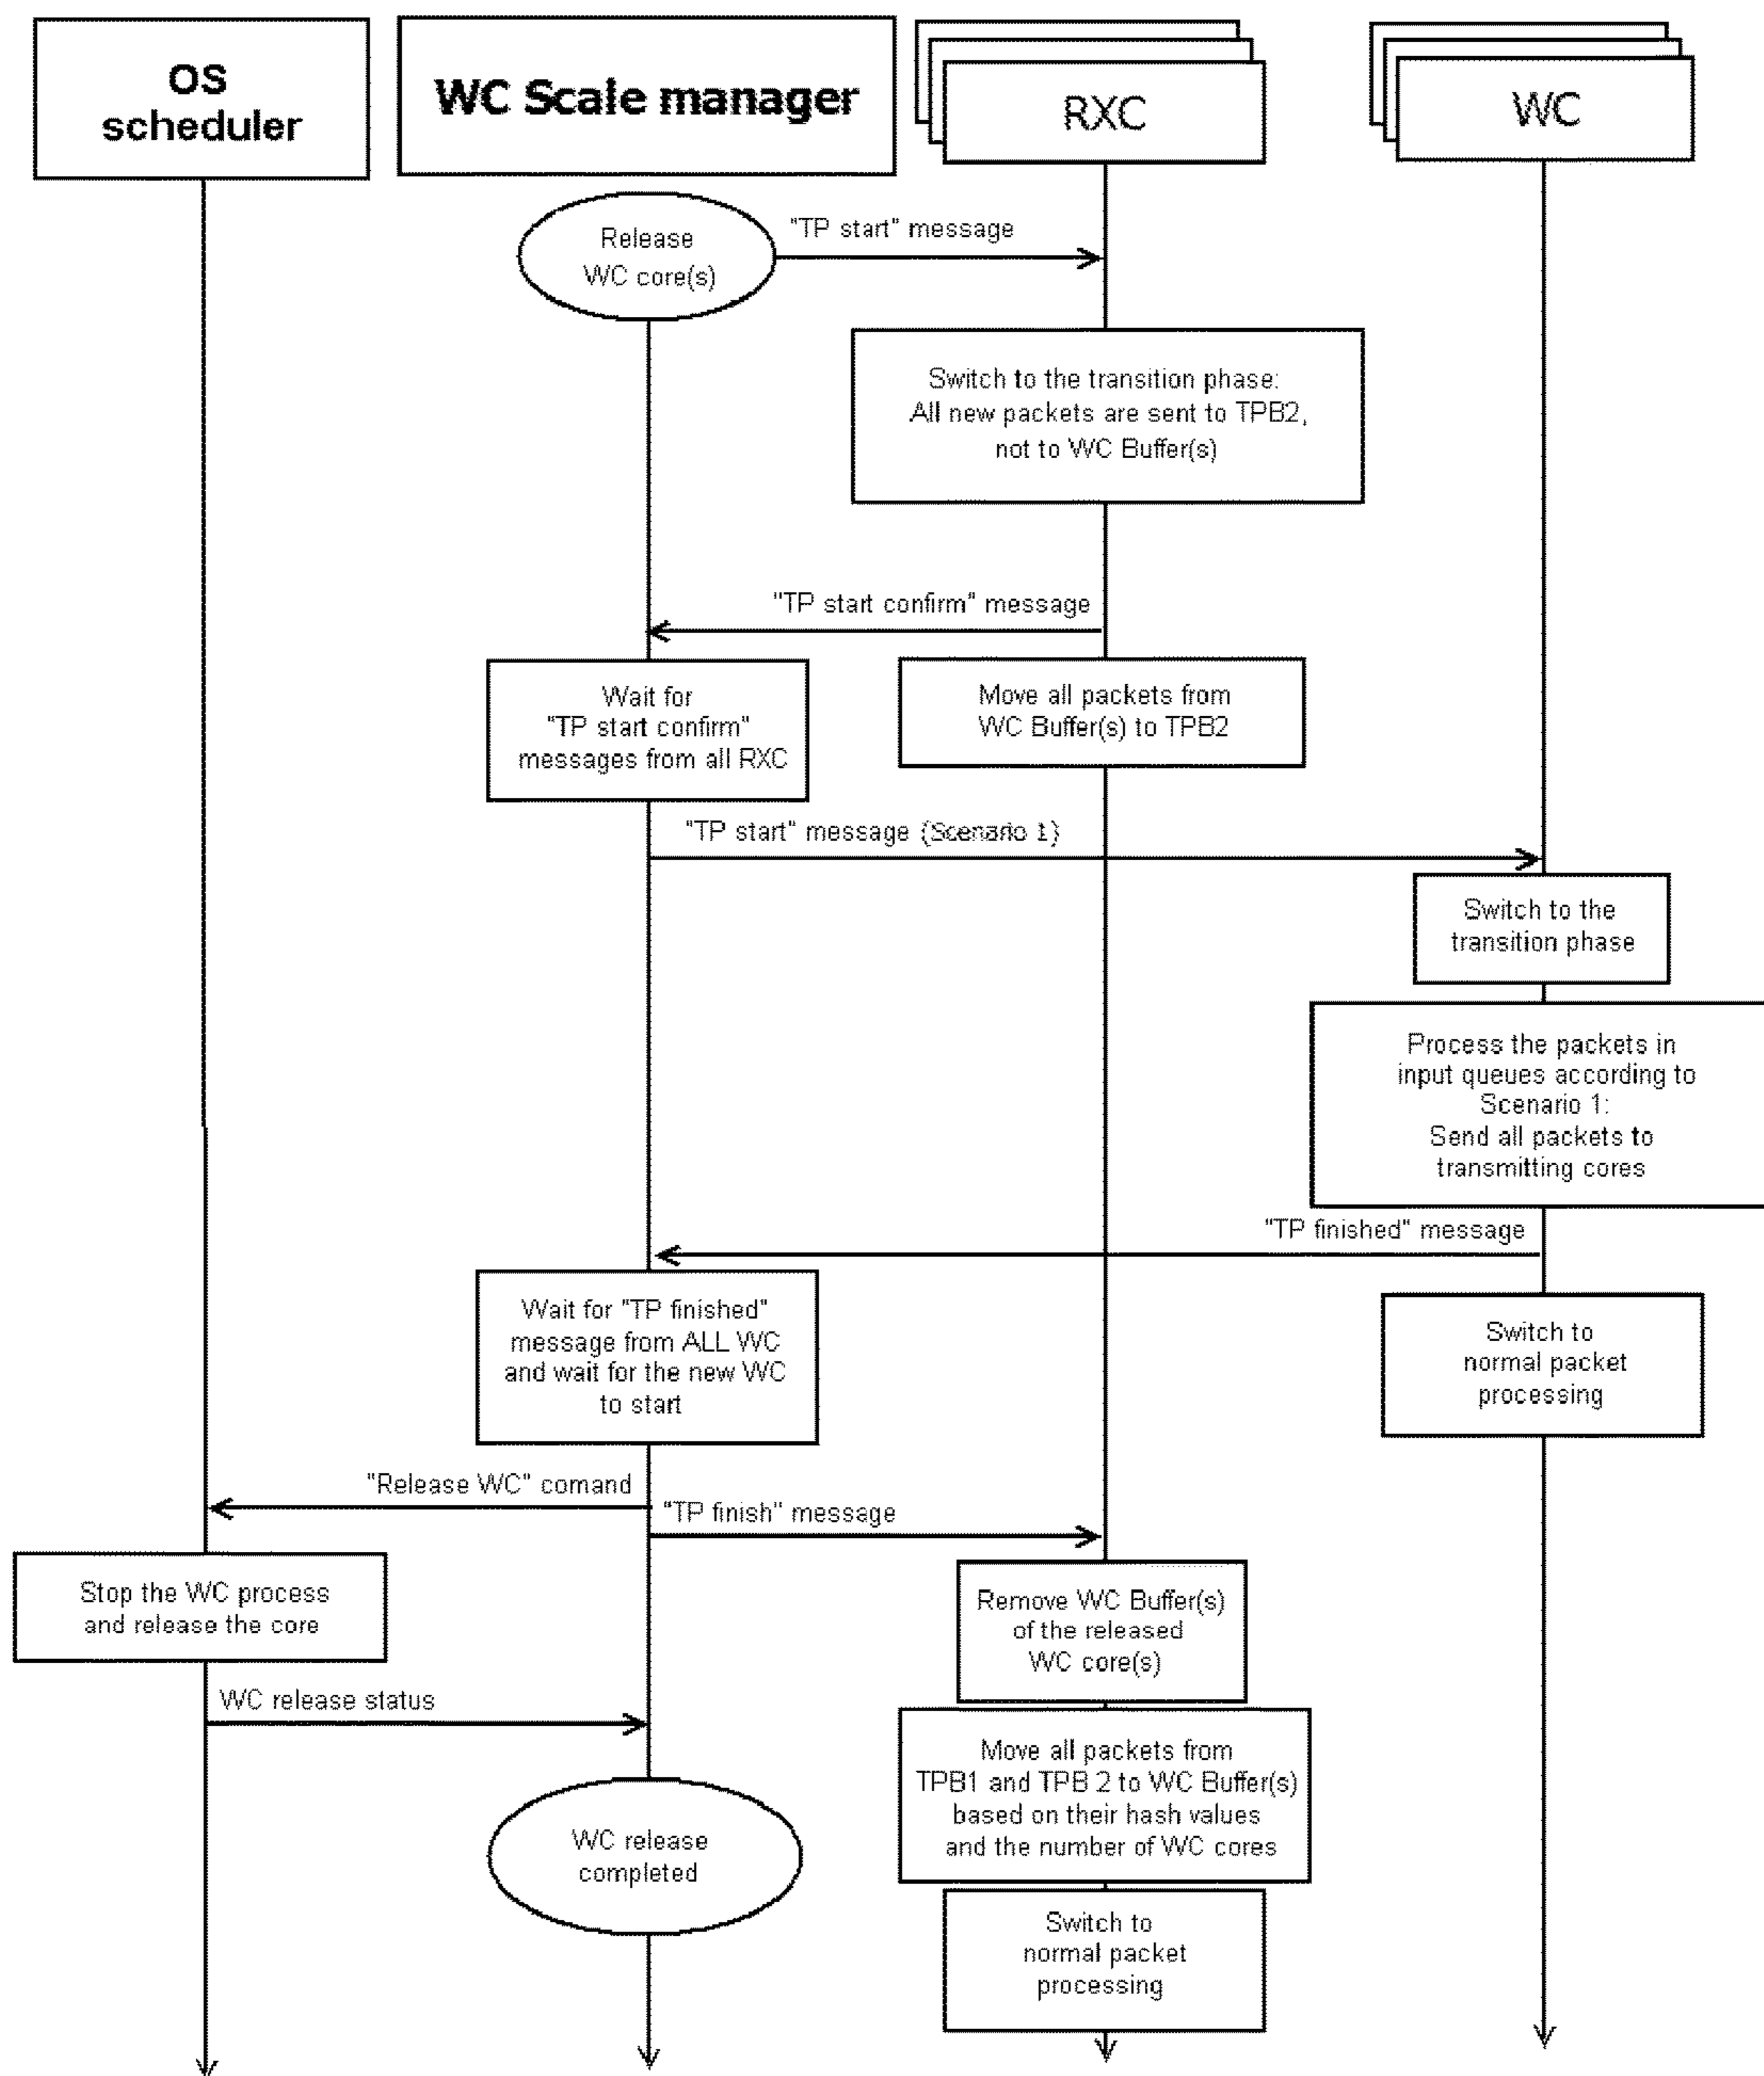 OS
scheduler
WC Scale manager
RXC
WC
Release
WC core(s)
"TP start" message
Switch to the transition phase:
All new packets are sent to TPB2,
not to WC Buffer(s)
"TP start confirm" message
Wait for
"TP start confirm"
messages from all RXC
Move all packets from
WC Buffer(s) to TPB2
"TP start" message (Scenario 1)
Switch to the
transition phase
Process the packets in
input queues according to
Scenario 1:
Send all packets to
transmitting cores
"TP finished" message
Wait for "TP finished"
message from ALL WC
and wait for the new WC
to start
Switch to
normal packet
processing
"Release WC" comand
"TP finish" message
Stop the WC process
and release the core
Remove WC Buffer(s)
of the released
WC core(s)
WC release status
Move all packets from
TPB1 and TPB 2 to WC Buffer(s)
based on their hash values
and the number of WC cores
WC release
completed
Switch to
normal packet
processing